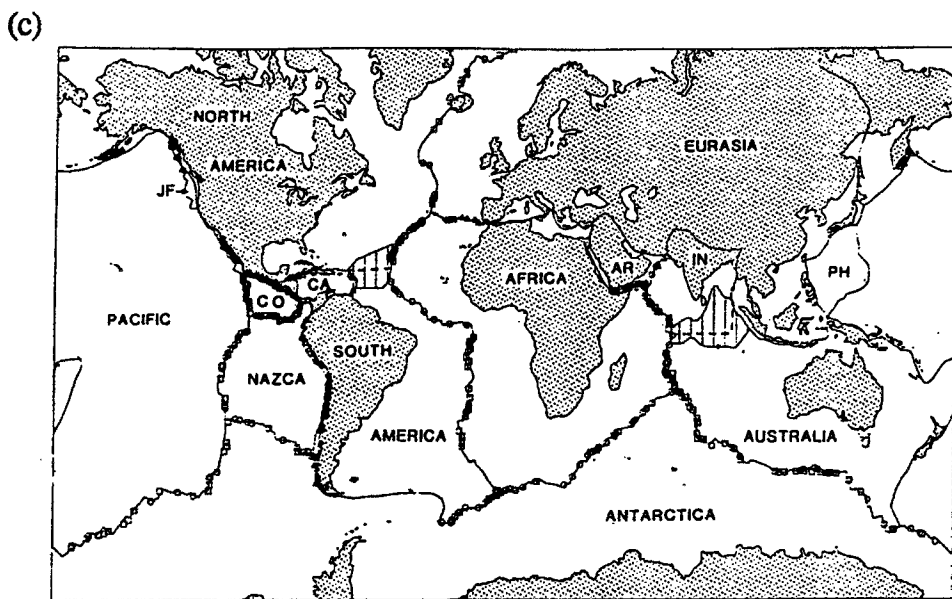 (c)
NORTH
AMERICA
JF
EURASIA
CA
CO
AFRICA
AR
IN
PH
PACIFIC
SOUTH
NAZCA
AMERICA
AUSTRALIA
ANTARCTICA